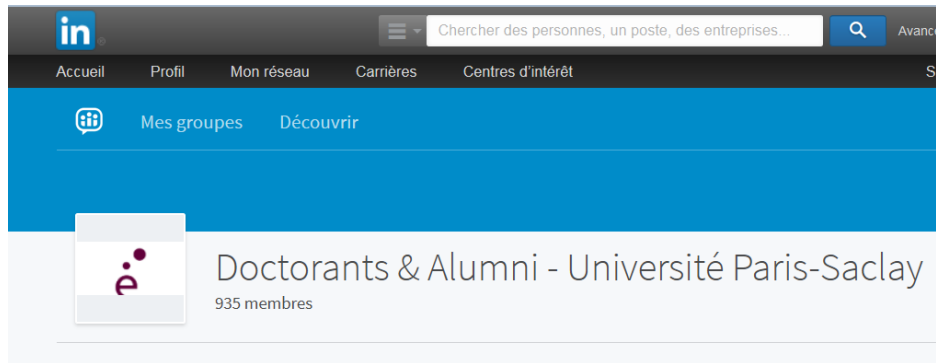 in
Chercher des personnes, un poste, des entreprises...
Accueil Profil Mon réseau Carrières Centres d'intérêt
Mes groupes Découvrir
é
Doctorants & Alumni - Université Paris-Saclay
935 membres